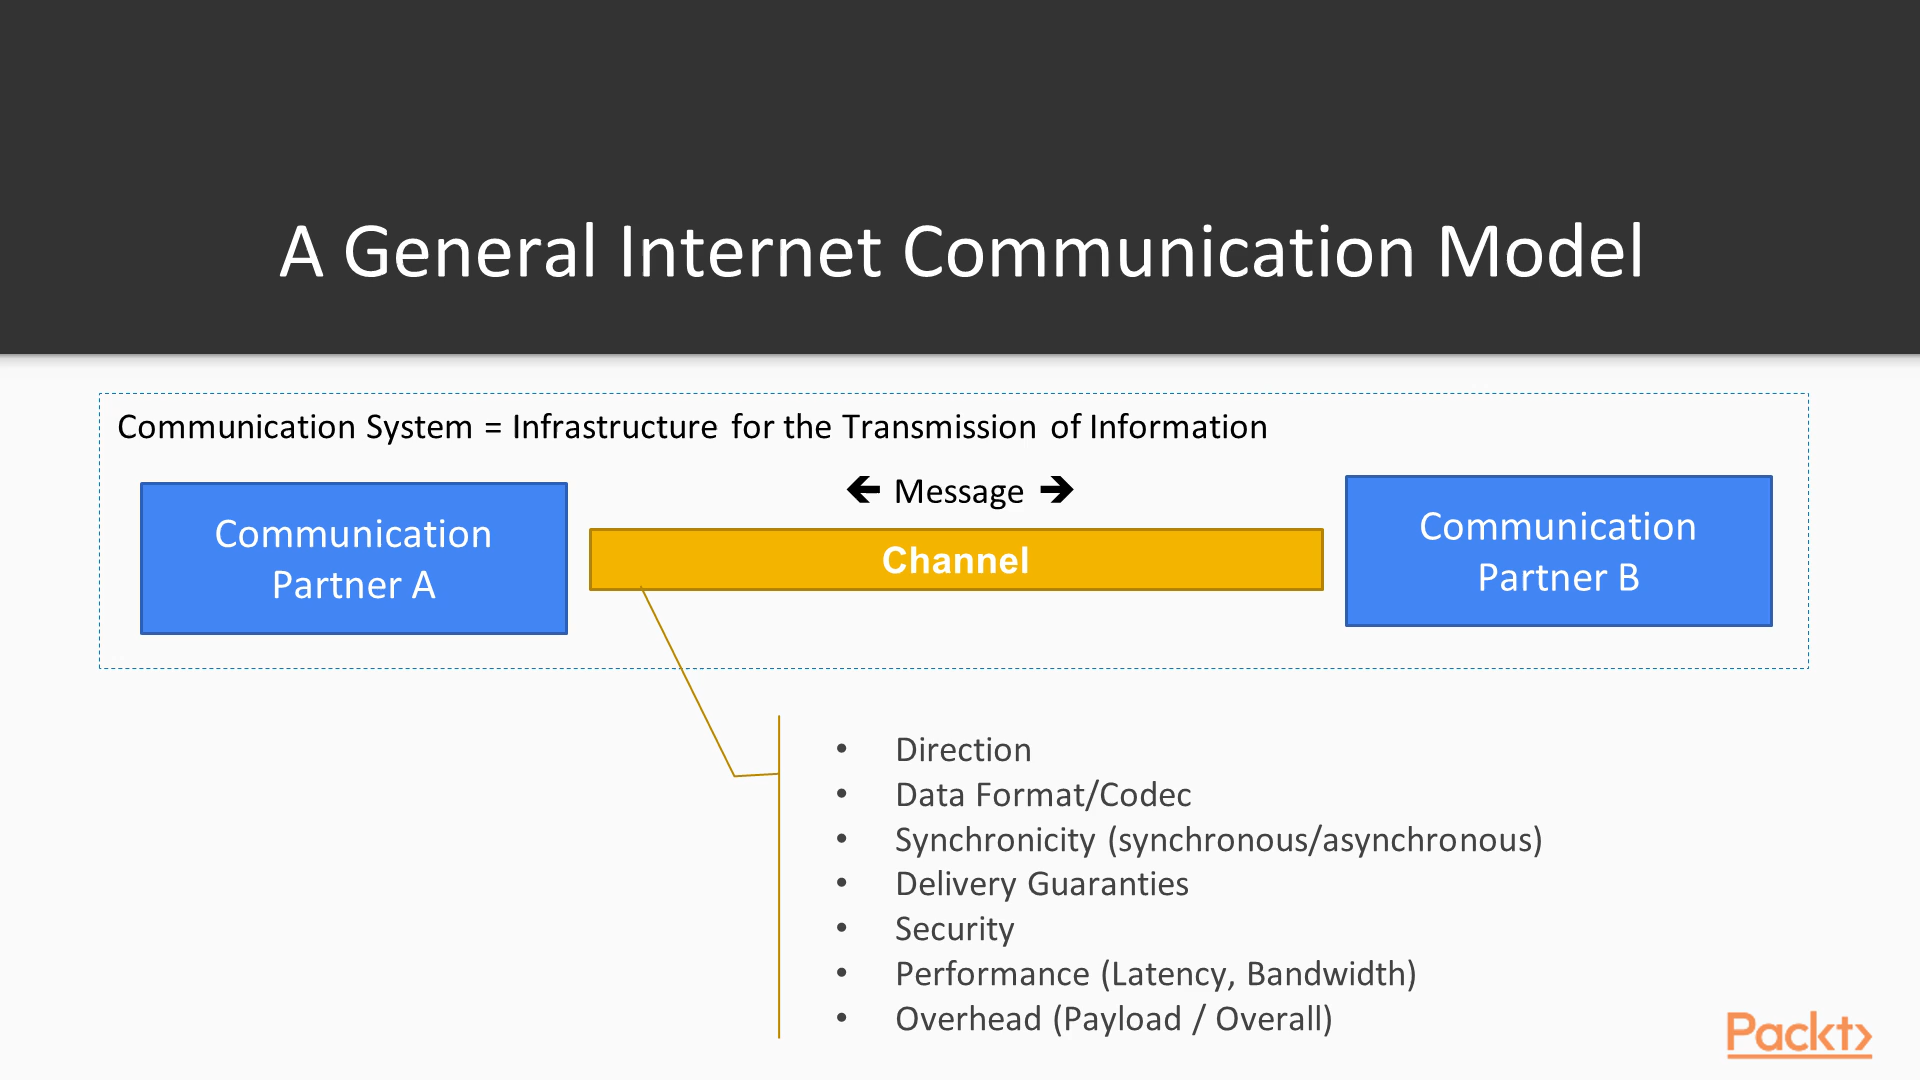 A General Internet Communication Model
Communication System = Infrastructure for the Transmission of Information
🡸 Message 🡺
Communication
Partner A
Channel
Communication
Partner B
• Direction
• Data Format/Codec
• Synchronicity (synchronous/asynchronous)
• Delivery Guaranties
• Security
• Performance (Latency, Bandwidth)
• Overhead (Payload / Overall)
Packt>